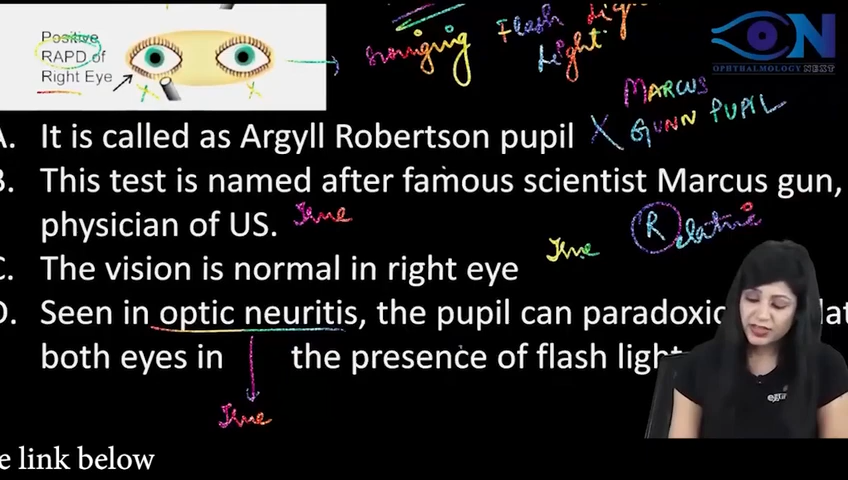 Positive
RAPD of
Right Eye
Flash Light
Light
Swinging
ON
OPHTHALMOLOGY NEXT
MARCUS
GUNN PUPIL
A. It is called as Argyll Robertson pupil X
B. This test is named after famous scientist Marcus gun,
physician of US. True
C. The vision is normal in right eye True Relative
D. Seen in optic neuritis, the pupil can
both eyes in the presence of flash light
True
e link below